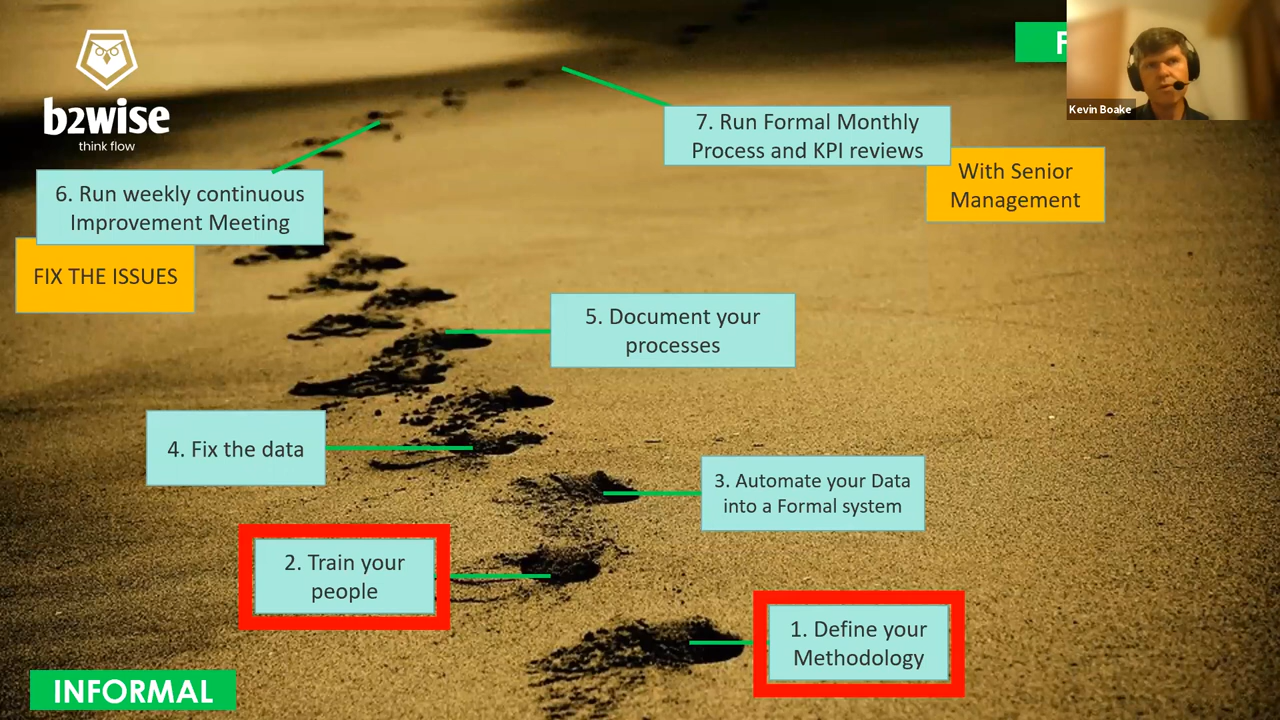 b2wise
think flow
Kevin Boake
7. Run Formal Monthly
Process and KPI reviews
With Senior
Management
6. Run weekly continuous
Improvement Meeting
FIX THE ISSUES
5. Document your
processes
4. Fix the data
3. Automate your Data
into a Formal system
2. Train your
people
1. Define your
Methodology
INFORMAL